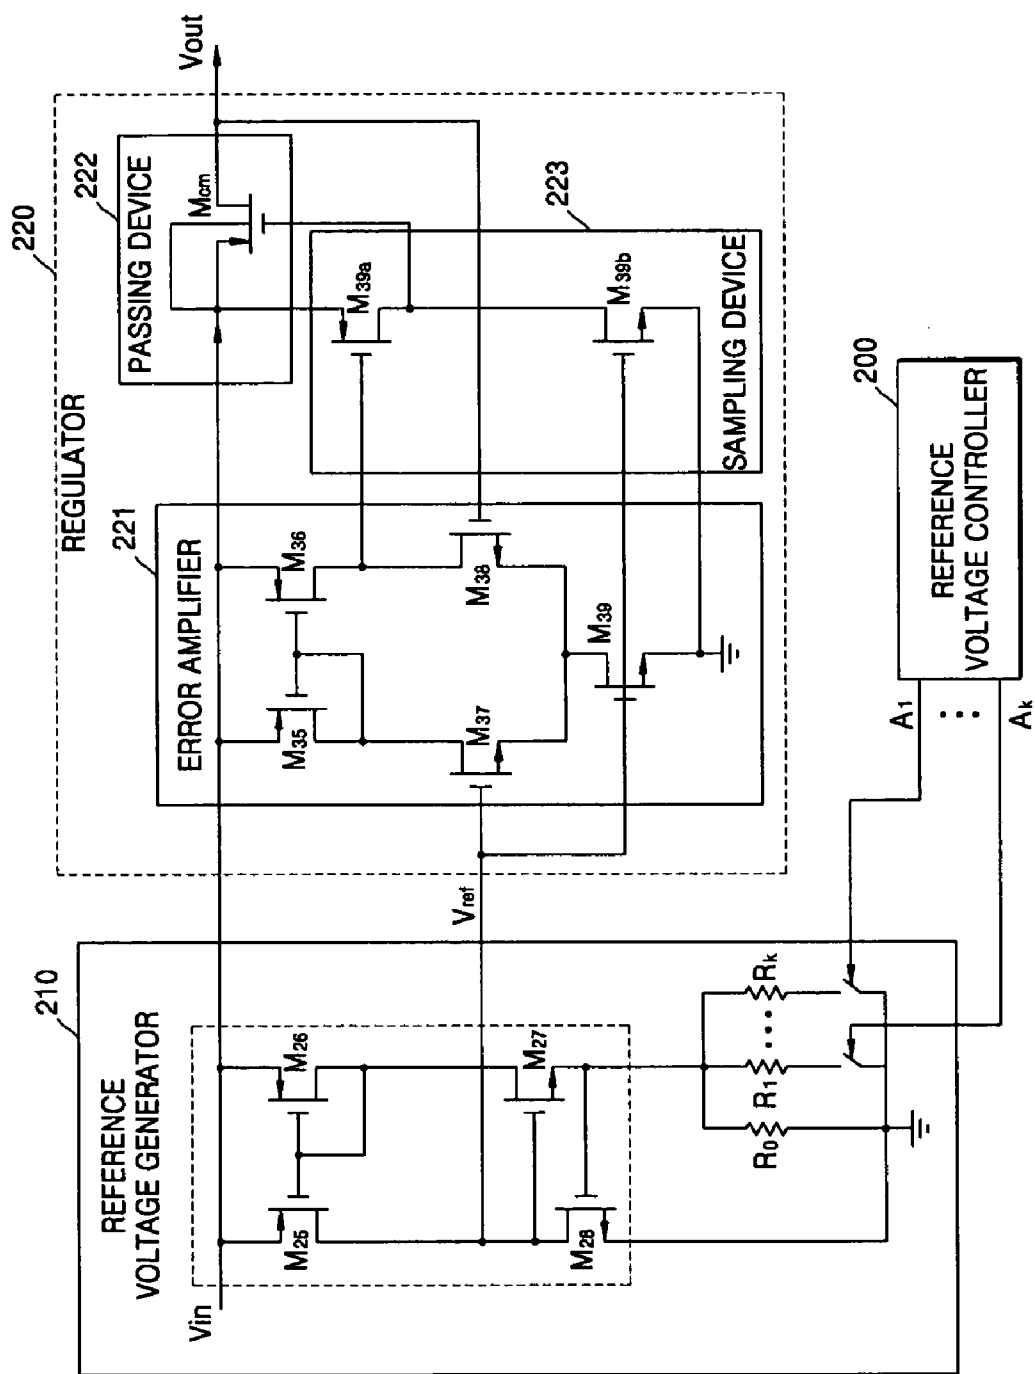 210
REFERENCE
VOLTAGE GENERATOR
Vin
M25
M26
M27
M28
R0
R1
Rk
Vref
220
REGULATOR
221
ERROR AMPLIFIER
M35
M36
M37
M38
M39
222
PASSING DEVICE
Mcm
Vout
223
SAMPLING DEVICE
M39a
M39b
200
REFERENCE
VOLTAGE CONTROLLER
A1
Ak